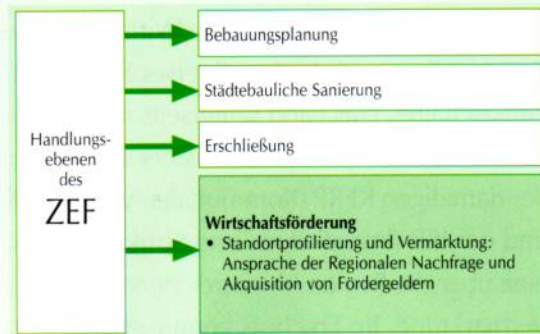 Handlungs-
ebenen
des
ZEF
Bebauungsplanung
Städtebauliche Sanierung
Erschließung
Wirtschaftsförderung
• Standortprofilierung und Vermarktung:
Ansprache der Regionalen Nachfrage und
Akquisition von Fördergeldern